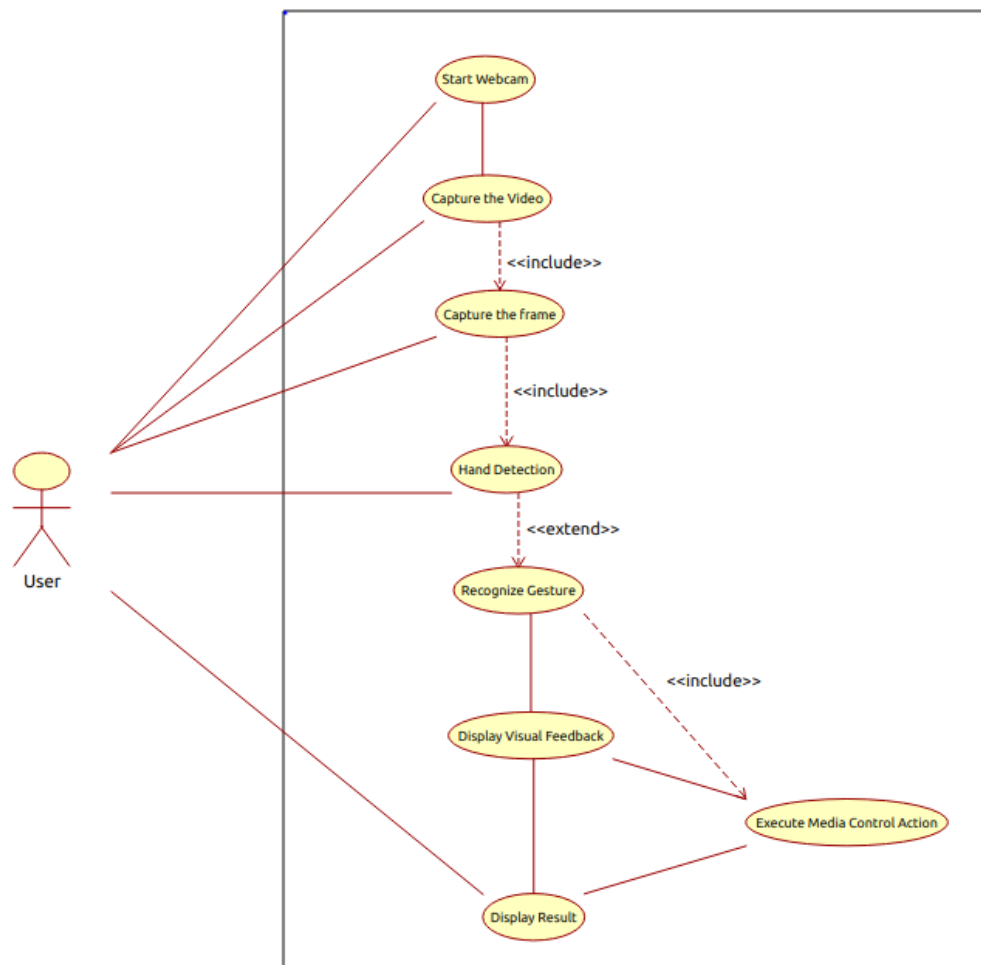 Start Webcam
Capture the Video
<<include>>
Capture the frame
<<include>>
Hand Detection
<<extend>>
User
Recognize Gesture
<<include>>
Display Visual Feedback
Execute Media Control Action
Display Result